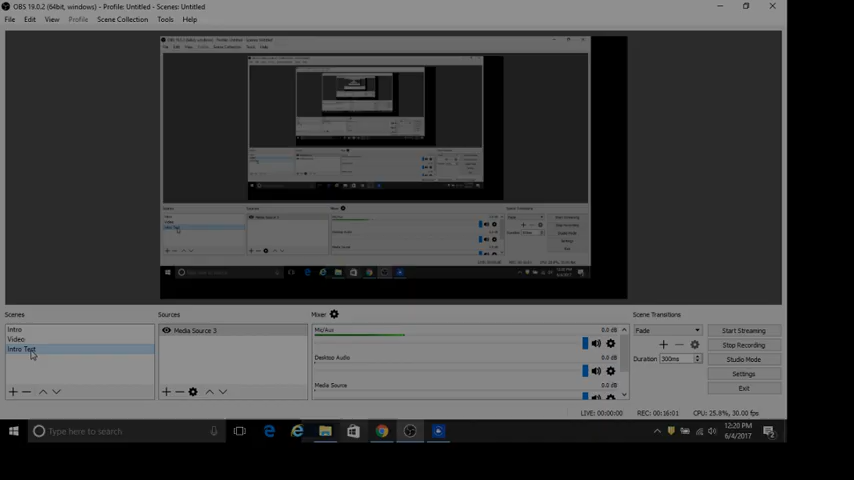 OBS 19.0.2 (64bit, windows) - Profile: Untitled - Scenes: Untitled
File Edit View Profile Scene Collection Tools Help
Scenes Sources Mixer Scene Transitions
Intro
Video
Intro Text
Media Source 3
Mic/Aux 0.0 dB
Desktop Audio 0.0 dB
Media Source 0.0 dB
Fade
Duration 300ms
Start Streaming
Stop Recording
Studio Mode
Settings
Exit
LIVE: 00:00:00 REC: 00:16:01 CPU: 25.8%, 30.00 fps
Type here to search
12:20 PM
6/4/2017
2